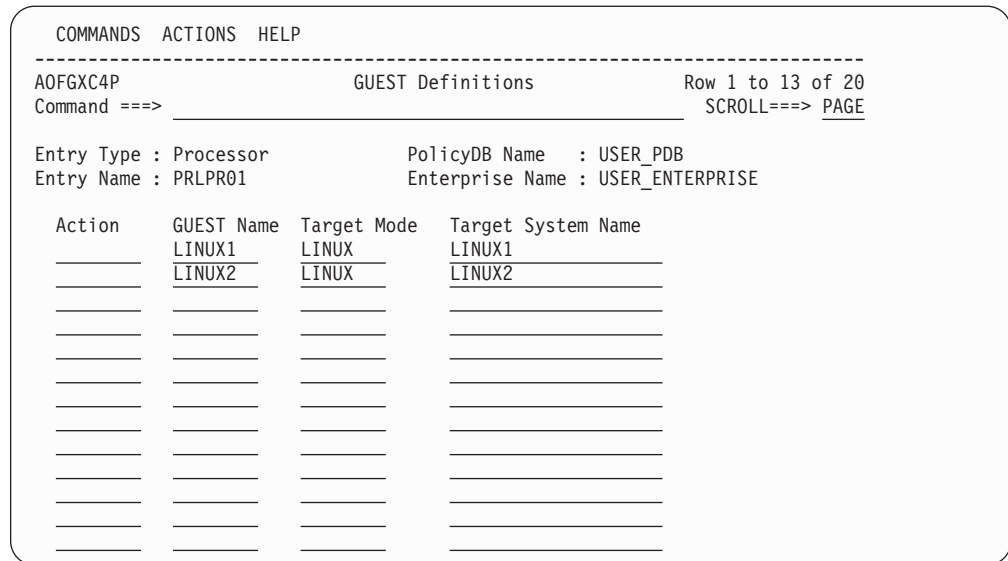 COMMANDS ACTIONS HELP
-------------------------------------------------------------------------------
AOFGXC4P GUEST Definitions Row 1 to 13 of 20
Command ===> SCROLL===> PAGE
Entry Type : Processor PolicyDB Name : USER_PDB
Entry Name : PRLPR01 Enterprise Name : USER_ENTERPRISE
Action GUEST Name Target Mode Target System Name
LINUX1 LINUX LINUX1
LINUX2 LINUX LINUX2